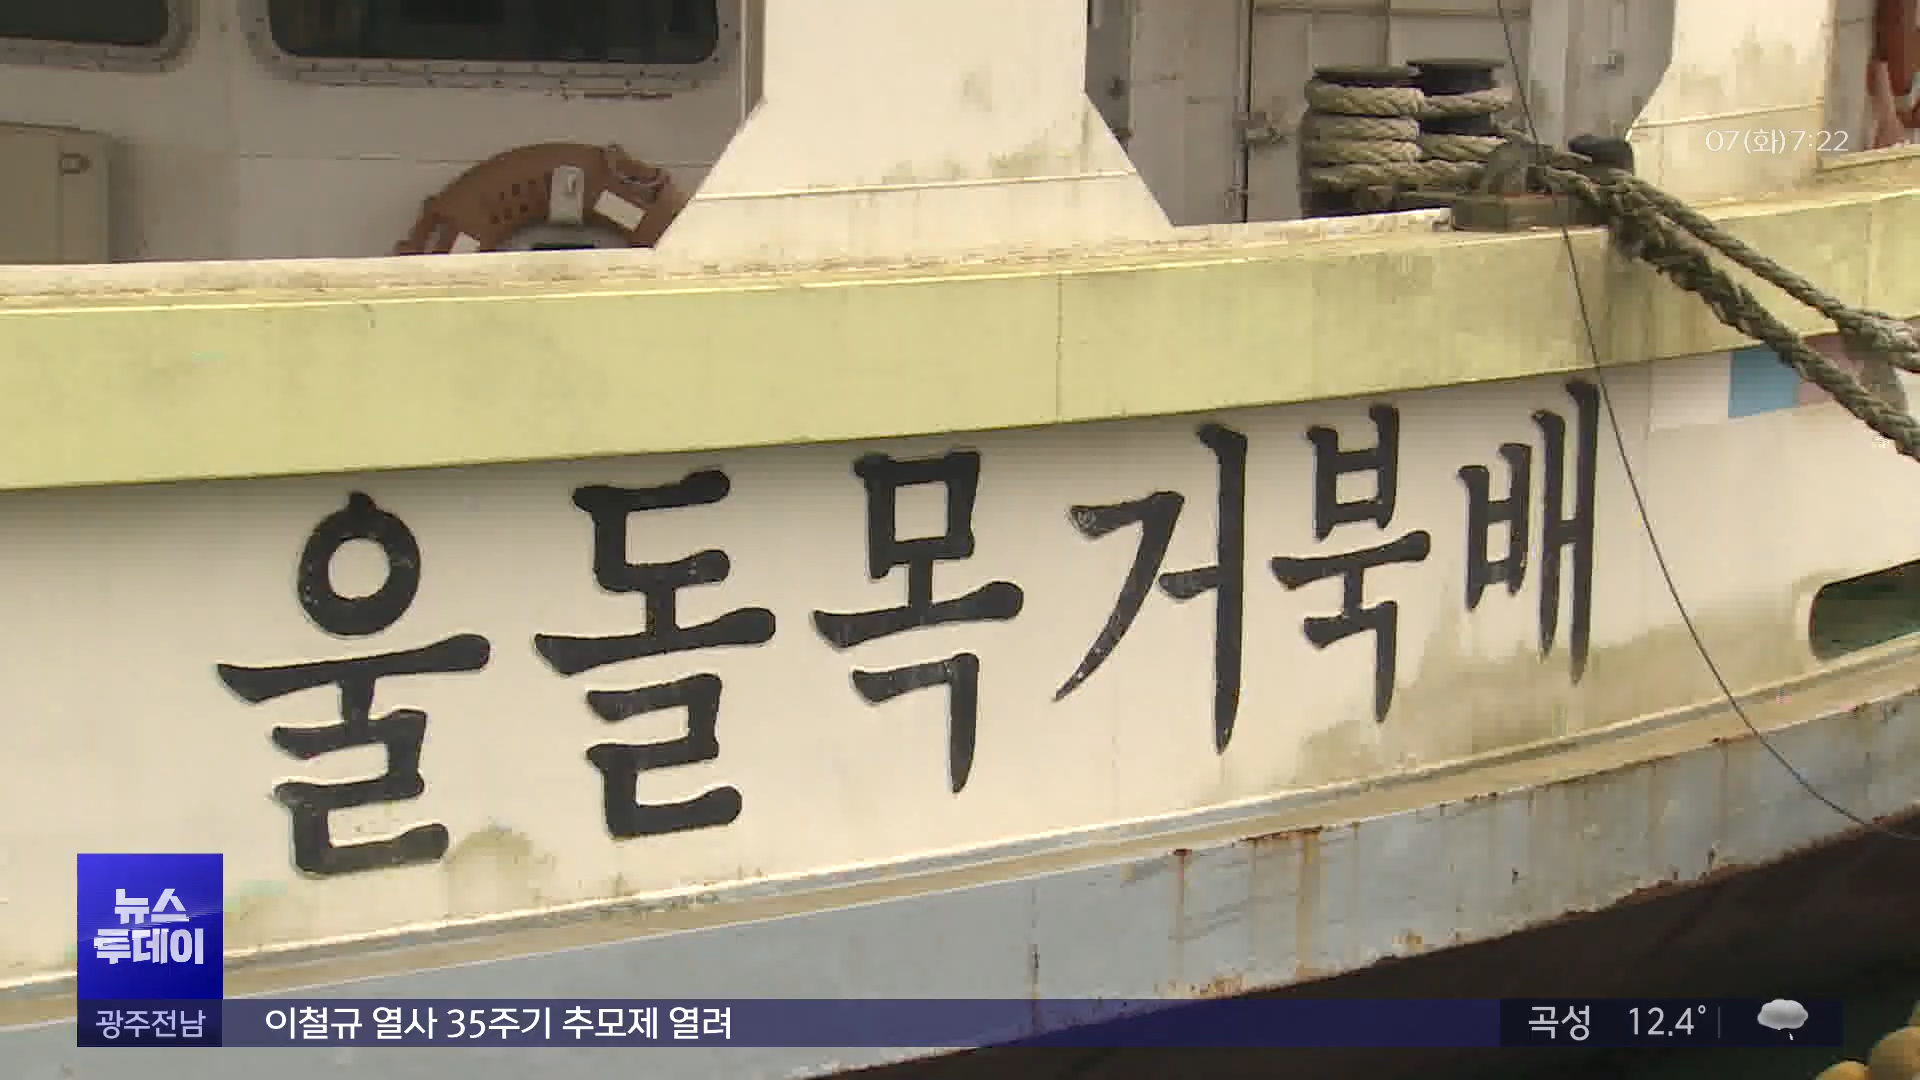 07(화)7:22
울돌목거북배
뉴스
투데이
광주전남
이철규 열사 35주기 추모제 열려
곡성 12.4°